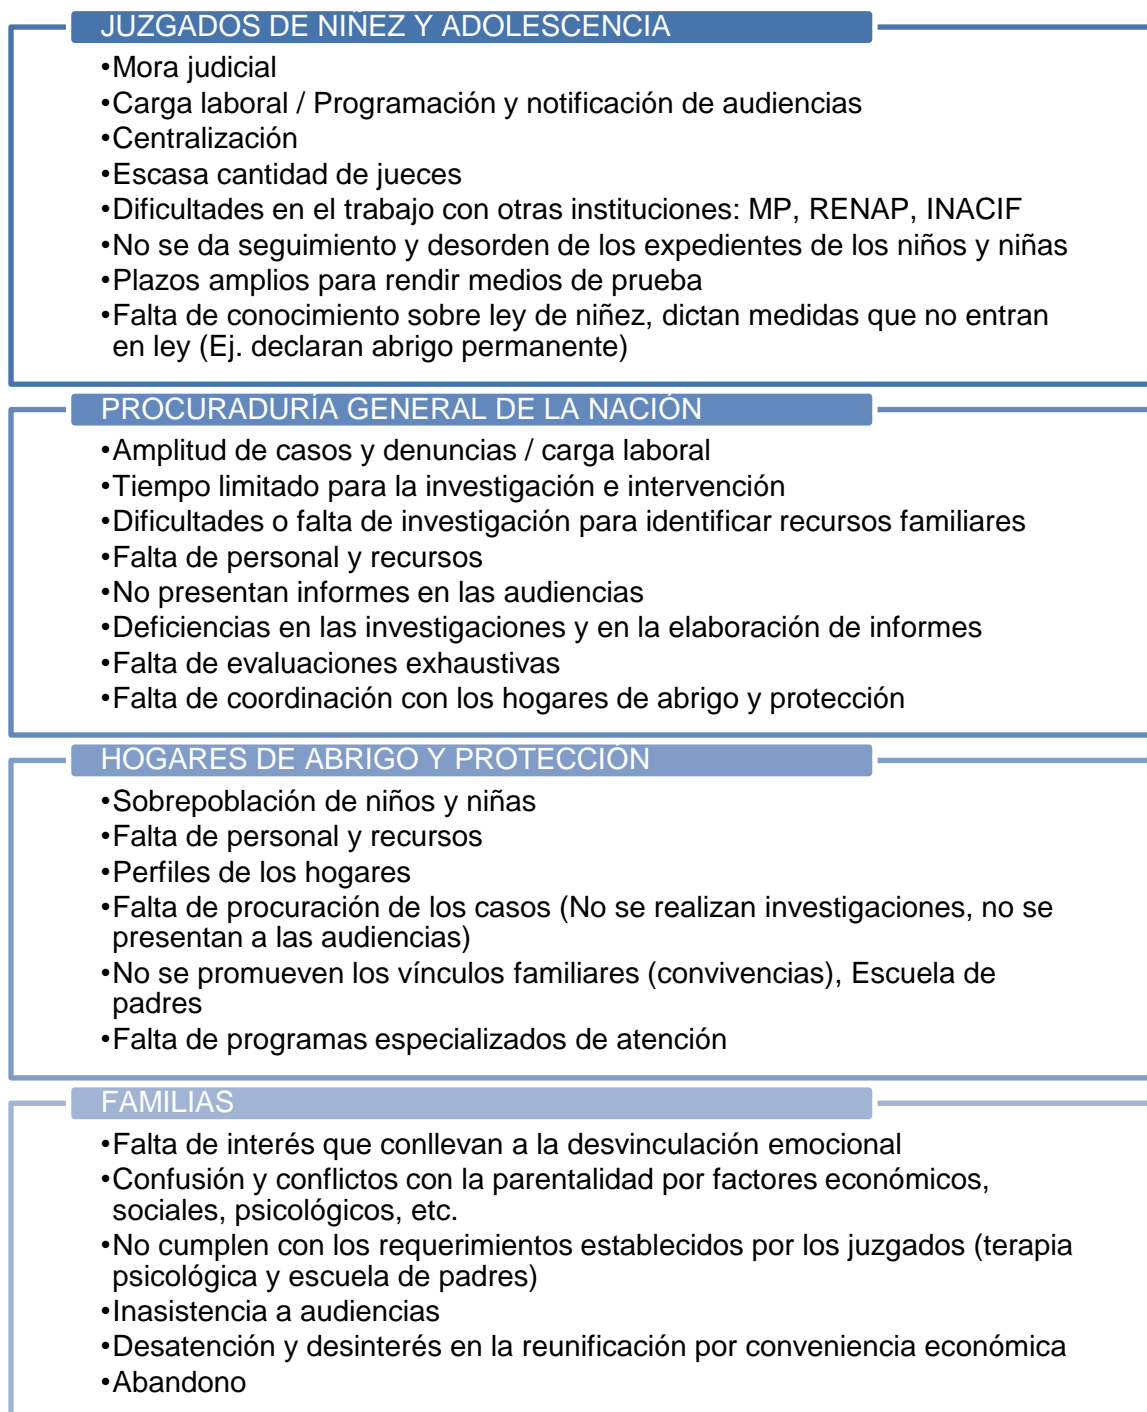 JUZGADOS DE NIÑEZ Y ADOLESCENCIA
•Mora judicial
•Carga laboral / Programación y notificación de audiencias
•Centralización
•Escasa cantidad de jueces
•Dificultades en el trabajo con otras instituciones: MP, RENAP, INACIF
•No se da seguimiento y desorden de los expedientes de los niños y niñas
•Plazos amplios para rendir medios de prueba
•Falta de conocimiento sobre ley de niñez, dictan medidas que no entran
en ley (Ej. declaran abrigo permanente)
PROCURADURÍA GENERAL DE LA NACIÓN
•Amplitud de casos y denuncias / carga laboral
•Tiempo limitado para la investigación e intervención
•Dificultades o falta de investigación para identificar recursos familiares
•Falta de personal y recursos
•No presentan informes en las audiencias
•Deficiencias en las investigaciones y en la elaboración de informes
•Falta de evaluaciones exhaustivas
•Falta de coordinación con los hogares de abrigo y protección
HOGARES DE ABRIGO Y PROTECCIÓN
•Sobrepoblación de niños y niñas
•Falta de personal y recursos
•Perfiles de los hogares
•Falta de procuración de los casos (No se realizan investigaciones, no se
presentan a las audiencias)
•No se promueven los vínculos familiares (convivencias), Escuela de
padres
•Falta de programas especializados de atención
FAMILIAS
•Falta de interés que conllevan a la desvinculación emocional
•Confusión y conflictos con la parentalidad por factores económicos,
sociales, psicológicos, etc.
•No cumplen con los requerimientos establecidos por los juzgados (terapia
psicológica y escuela de padres)
•Inasistencia a audiencias
•Desatención y desinterés en la reunificación por conveniencia económica
•Abandono